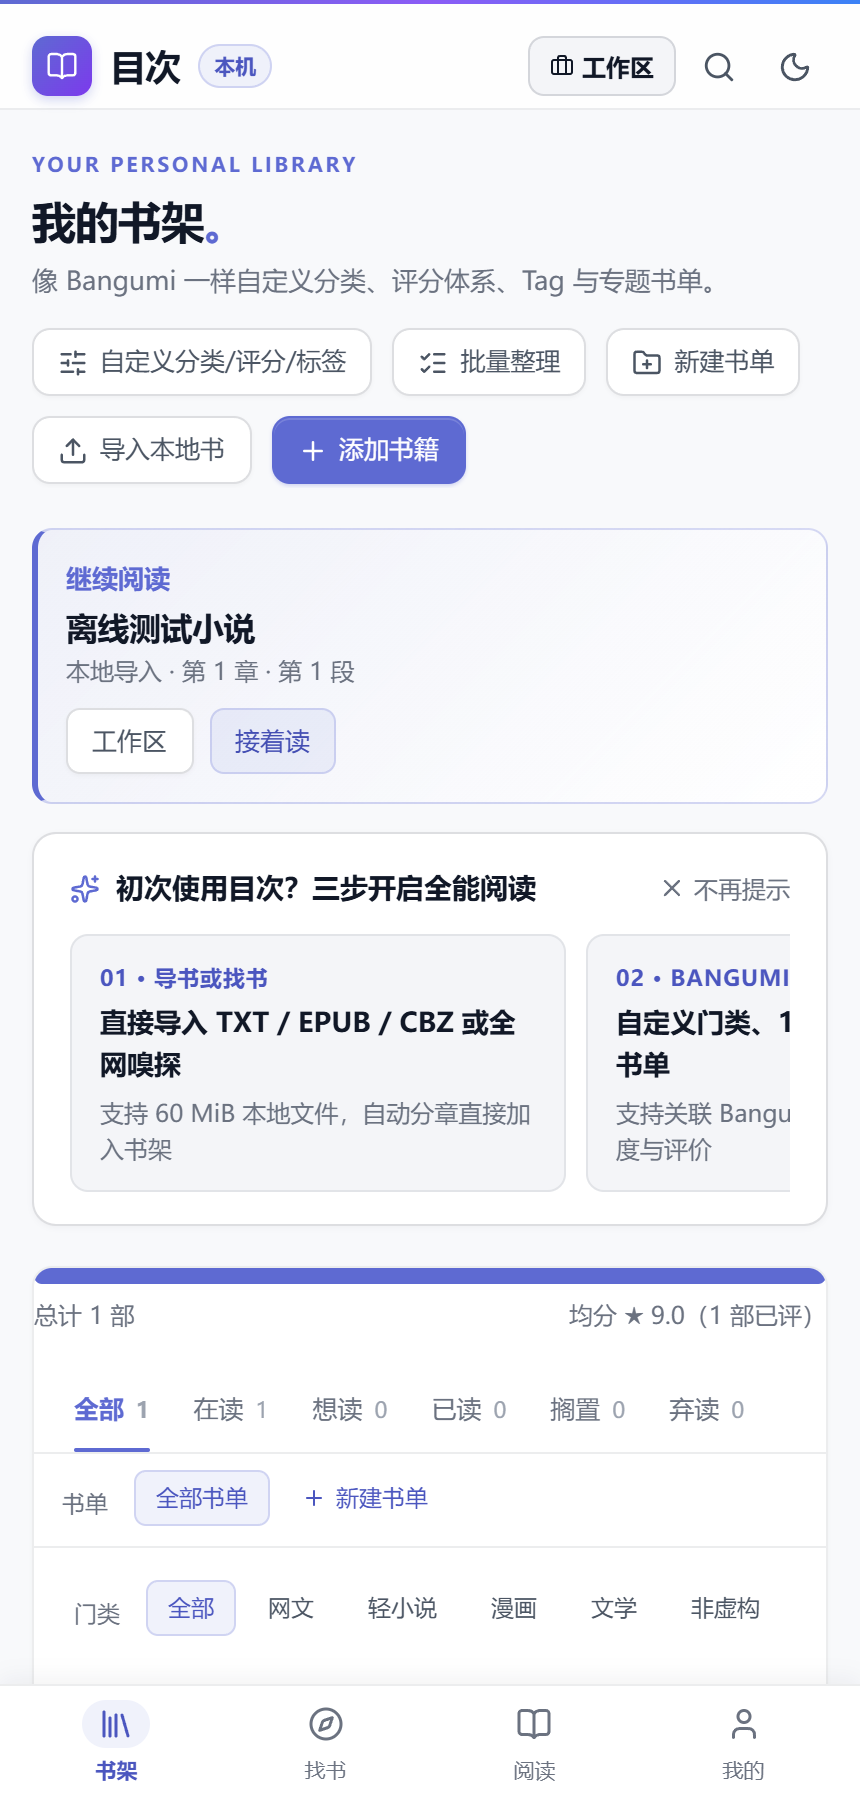 目次 本机 工作区
YOUR PERSONAL LIBRARY
我的书架。
像 Bangumi 一样自定义分类、评分体系、Tag 与专题书单。
自定义分类/评分/标签 批量整理 新建书单
导入本地书 添加书籍
继续阅读
离线测试小说
本地导入 · 第 1 章 · 第 1 段
工作区 接着读
初次使用目次？三步开启全能阅读 不再提示
01 • 导书或找书
直接导入 TXT / EPUB / CBZ 或全
网嗅探
支持 60 MiB 本地文件，自动分章直接加
入书架
02 • BANGUMI
自定义门类、1
书单
支持关联 Bangu
度与评价
总计 1 部 均分 ★ 9.0（1 部已评）
全部 1 在读 1 想读 0 已读 0 搁置 0 弃读 0
书单 全部书单 + 新建书单
门类 全部 网文 轻小说 漫画 文学 非虚构
书架 找书 阅读 我的